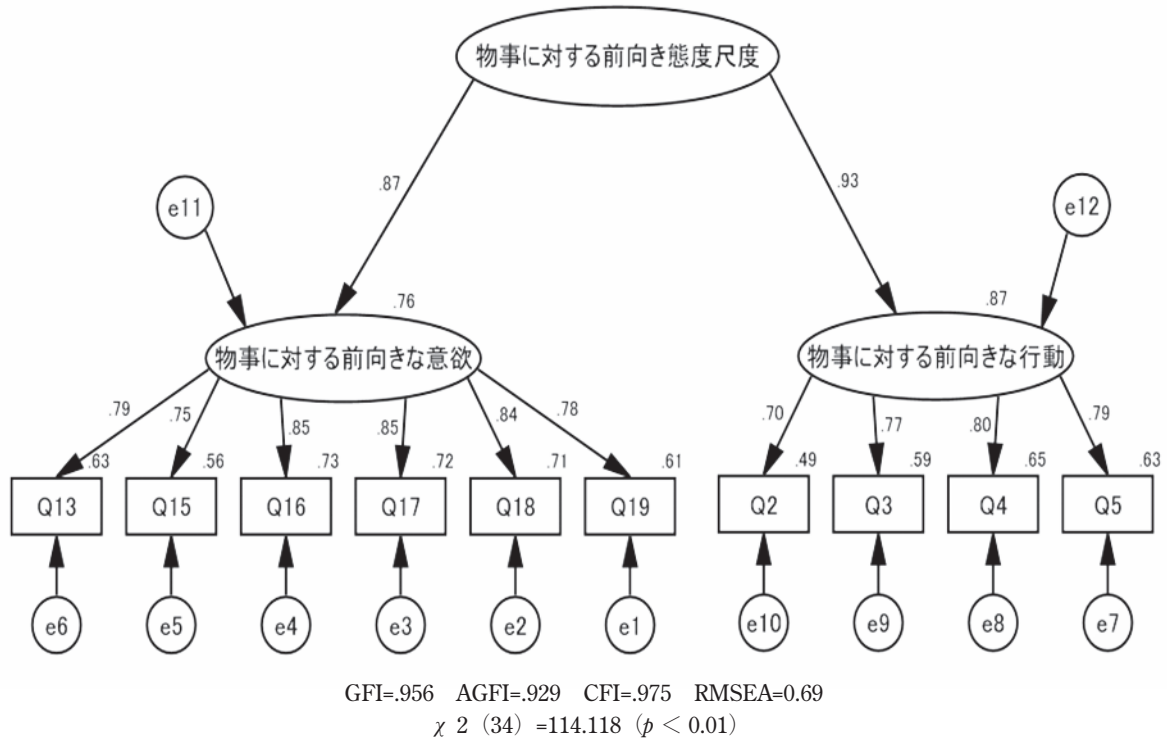 物事に対する前向き態度尺度
.87
.93
e11
e12
.76
.87
物事に対する前向きな意欲
物事に対する前向きな行動
.79 .75 .85 .85 .84 .78
.70 .77 .80 .79
.63 .56 .73 .72 .71 .61
.49 .59 .65 .63
Q13 Q15 Q16 Q17 Q18 Q19
Q2 Q3 Q4 Q5
e6 e5 e4 e3 e2 e1
e10 e9 e8 e7
GFI=.956 AGFI=.929 CFI=.975 RMSEA=0.69
χ 2 (34) =114.118 (p < 0.01)